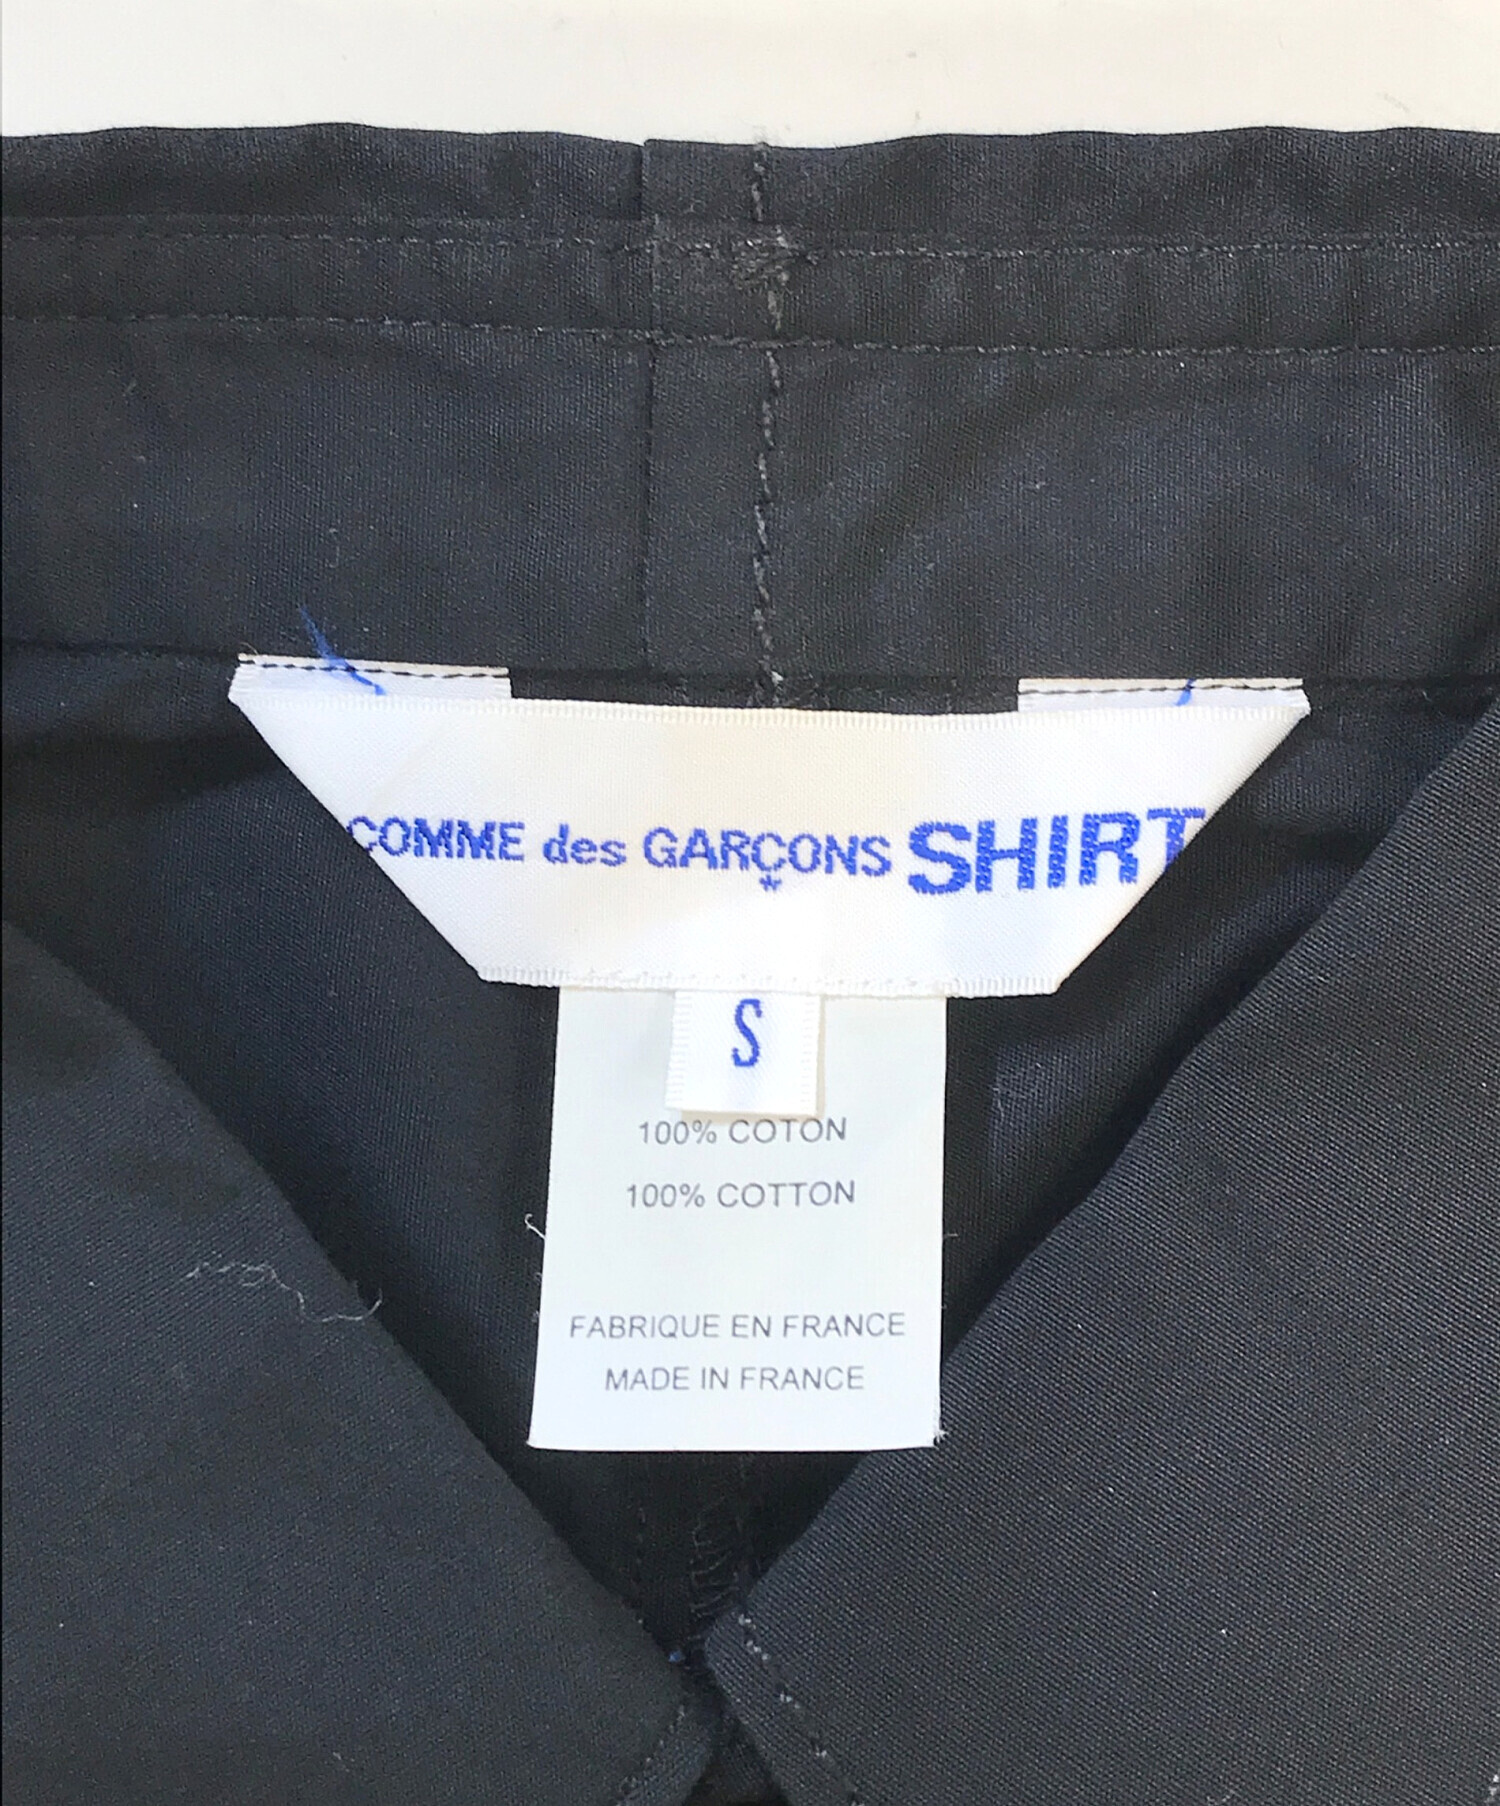 COMME des GARÇONS SHIRT
*
S
100% COTON
100% COTTON
FABRIQUE EN FRANCE
MADE IN FRANCE